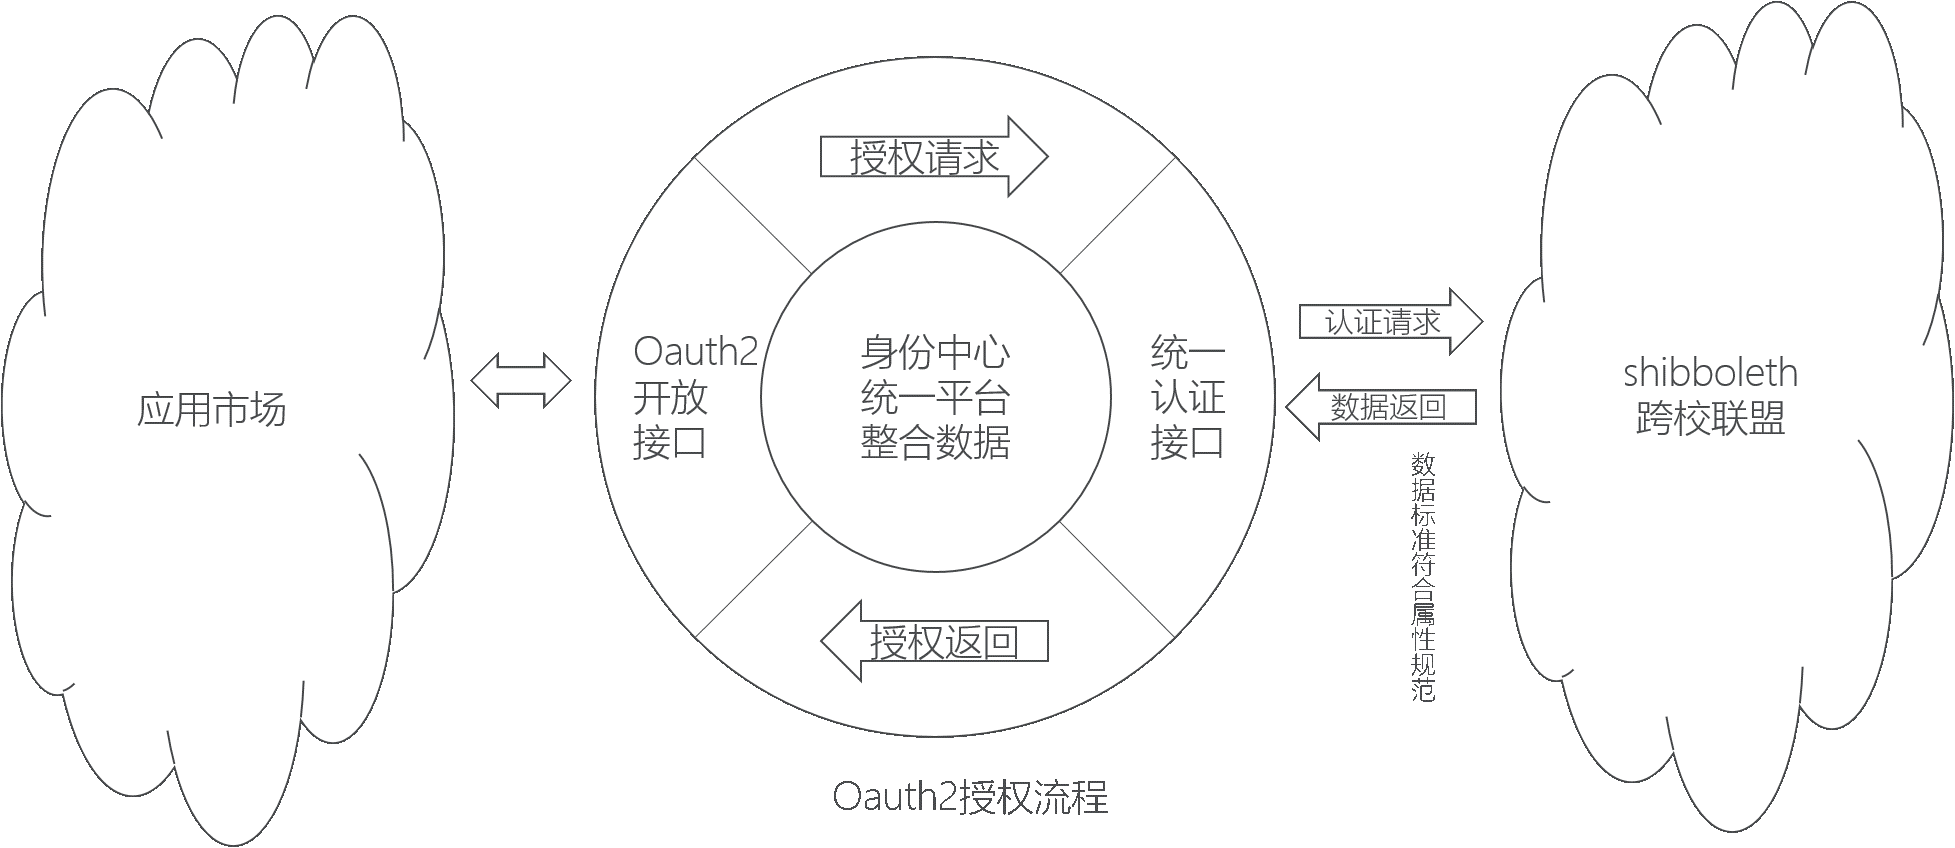 应用市场
Oauth2
开放
接口
授权请求
身份中心
统一平台
整合数据
授权返回
统一
认证
接口
认证请求
数据返回
数据标准符合属性规范
shibboleth
跨校联盟
Oauth2授权流程